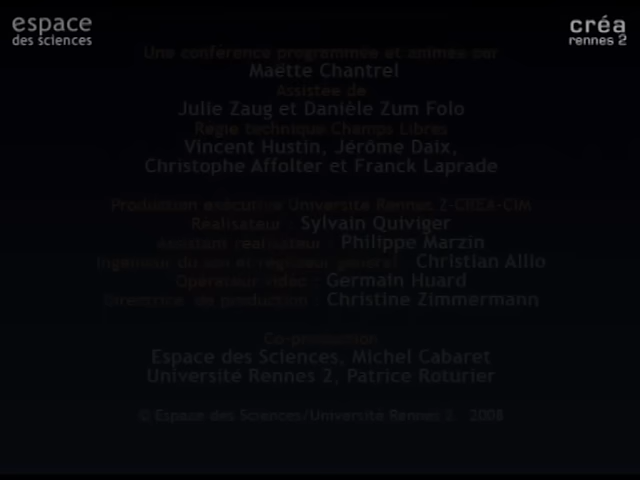 espace
des sciences
créa
rennes 2
Une conférence programmée et animée par
Maëtte Chantrel
Assistée de
Julie Zaug et Danièle Zum Folo
Régie technique Champs Libres
Vincent Hustin, Jérôme Daix,
Christophe Affolter et Franck Laprade
Production exécutive Université Rennes 2-CREA-CIM
Réalisateur : Sylvain Quiviger
assistant réalisateur : Philippe Marzin
Ingénieur du son et régisseur général : Christian Allio
Opérateur vidéo : Germain Huard
Directrice de production : Christine Zimmermann
Co-production
Espace des Sciences, Michel Cabaret
Université Rennes 2, Patrice Roturier
© Espace des Sciences/Université Rennes 2 2008